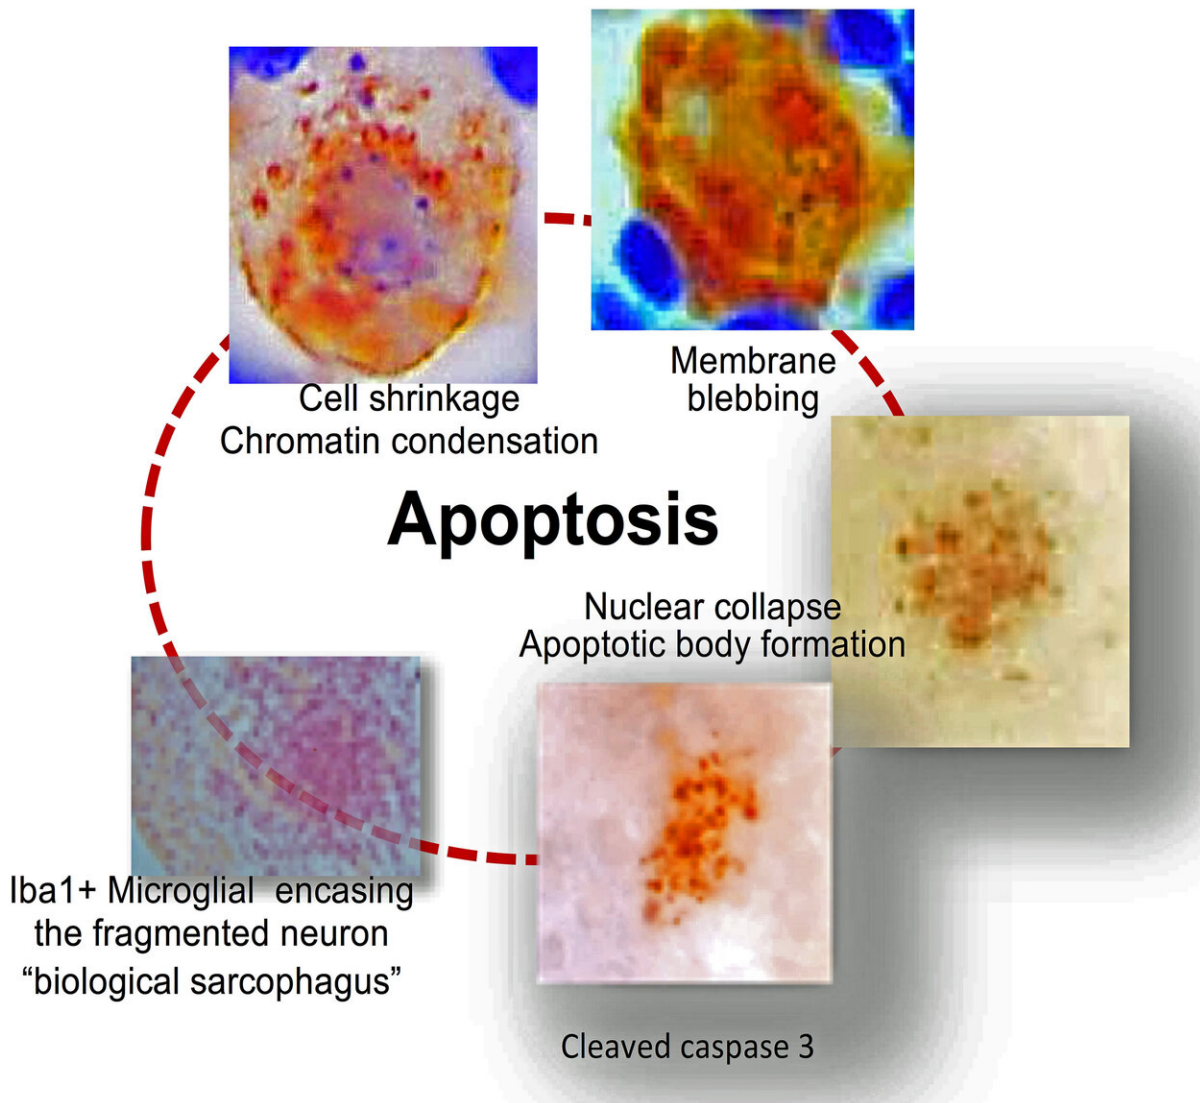 Cell shrinkage
Chromatin condensation
Membrane
blebbing
Apoptosis
Nuclear collapse
Apoptotic body formation
Iba1+ Microglial encasing
the fragmented neuron
“biological sarcophagus”
Cleaved caspase 3